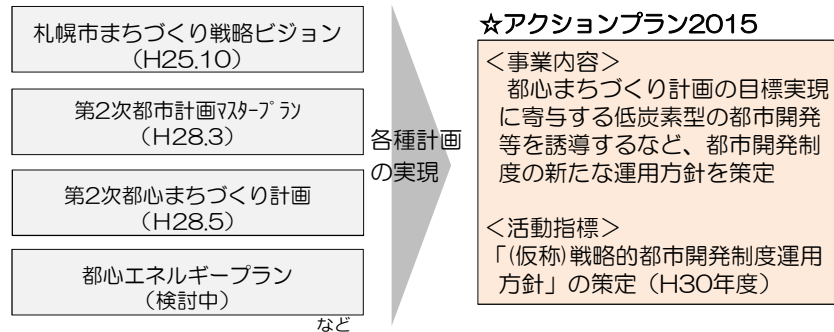 札幌市まちづくり戦略ビジョン
（H25.10）
第2次都市計画ﾏｽﾀｰﾌﾟﾗﾝ
（H28.3）
第2次都心まちづくり計画
（H28.5）
都心エネルギープラン
（検討中）
など
各種計画
の実現
☆アクションプラン2015
＜事業内容＞
都心まちづくり計画の目標実現
に寄与する低炭素型の都市開発
等を誘導するなど、都市開発制
度の新たな運用方針を策定
＜活動指標＞
「(仮称)戦略的都市開発制度運用
方針」の策定（H30年度）